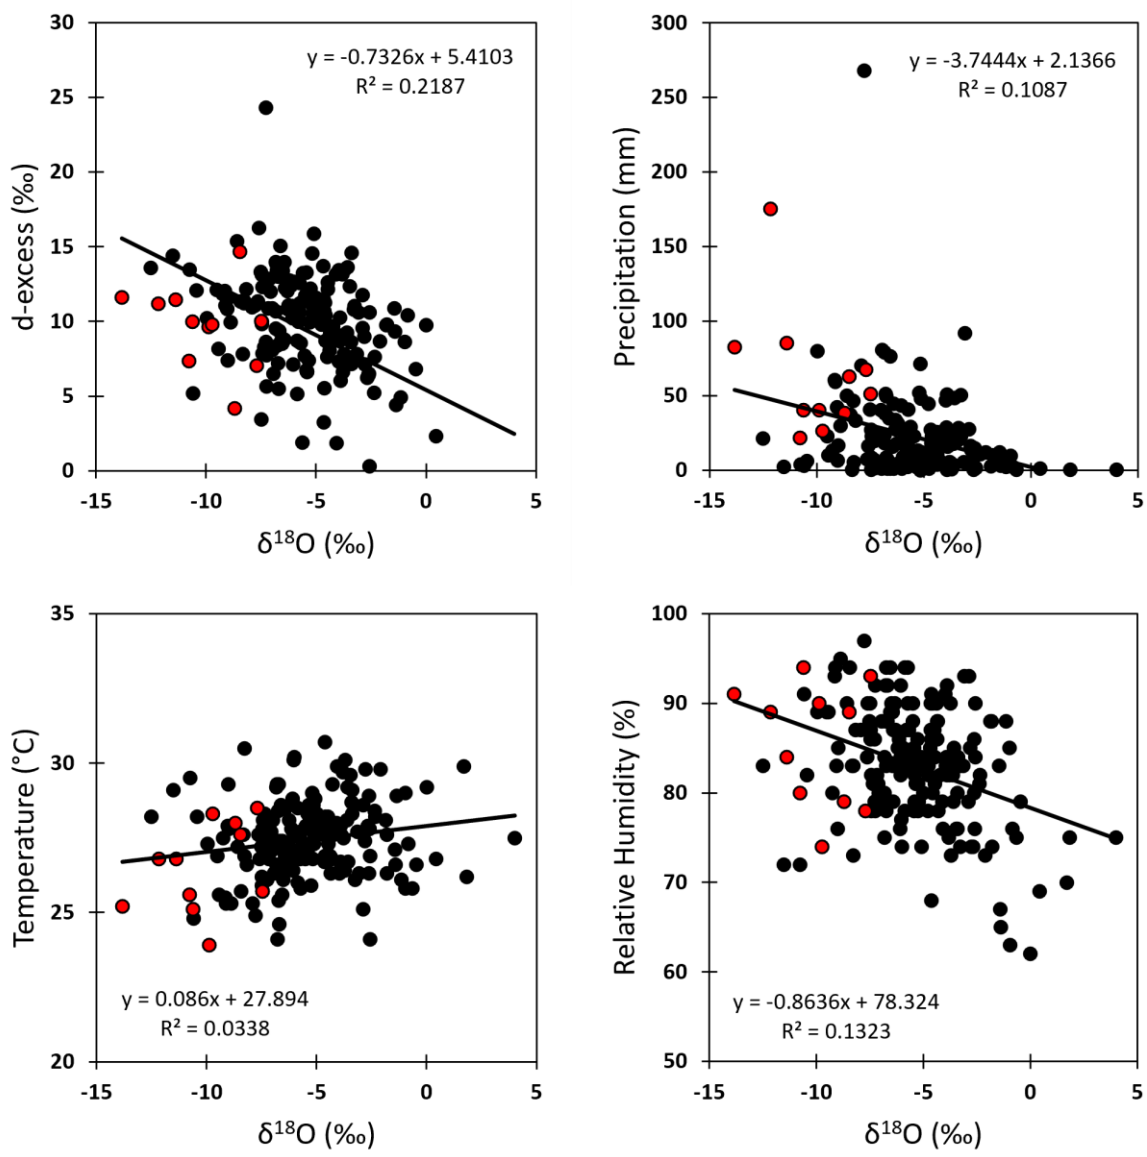 30
25
20
15
10
5
0
d-excess (‰)
y = -0.7326x + 5.4103
R² = 0.2187
-15 -10 -5 0 5
δ¹⁸O (‰)
300
250
200
150
100
50
0
Precipitation (mm)
y = -3.7444x + 2.1366
R² = 0.1087
-15 -10 -5 0 5
δ¹⁸O (‰)
35
30
25
20
Temperature (°C)
y = 0.086x + 27.894
R² = 0.0338
-15 -10 -5 0 5
δ¹⁸O (‰)
100
90
80
70
60
50
Relative Humidity (%)
y = -0.8636x + 78.324
R² = 0.1323
-15 -10 -5 0 5
δ¹⁸O (‰)